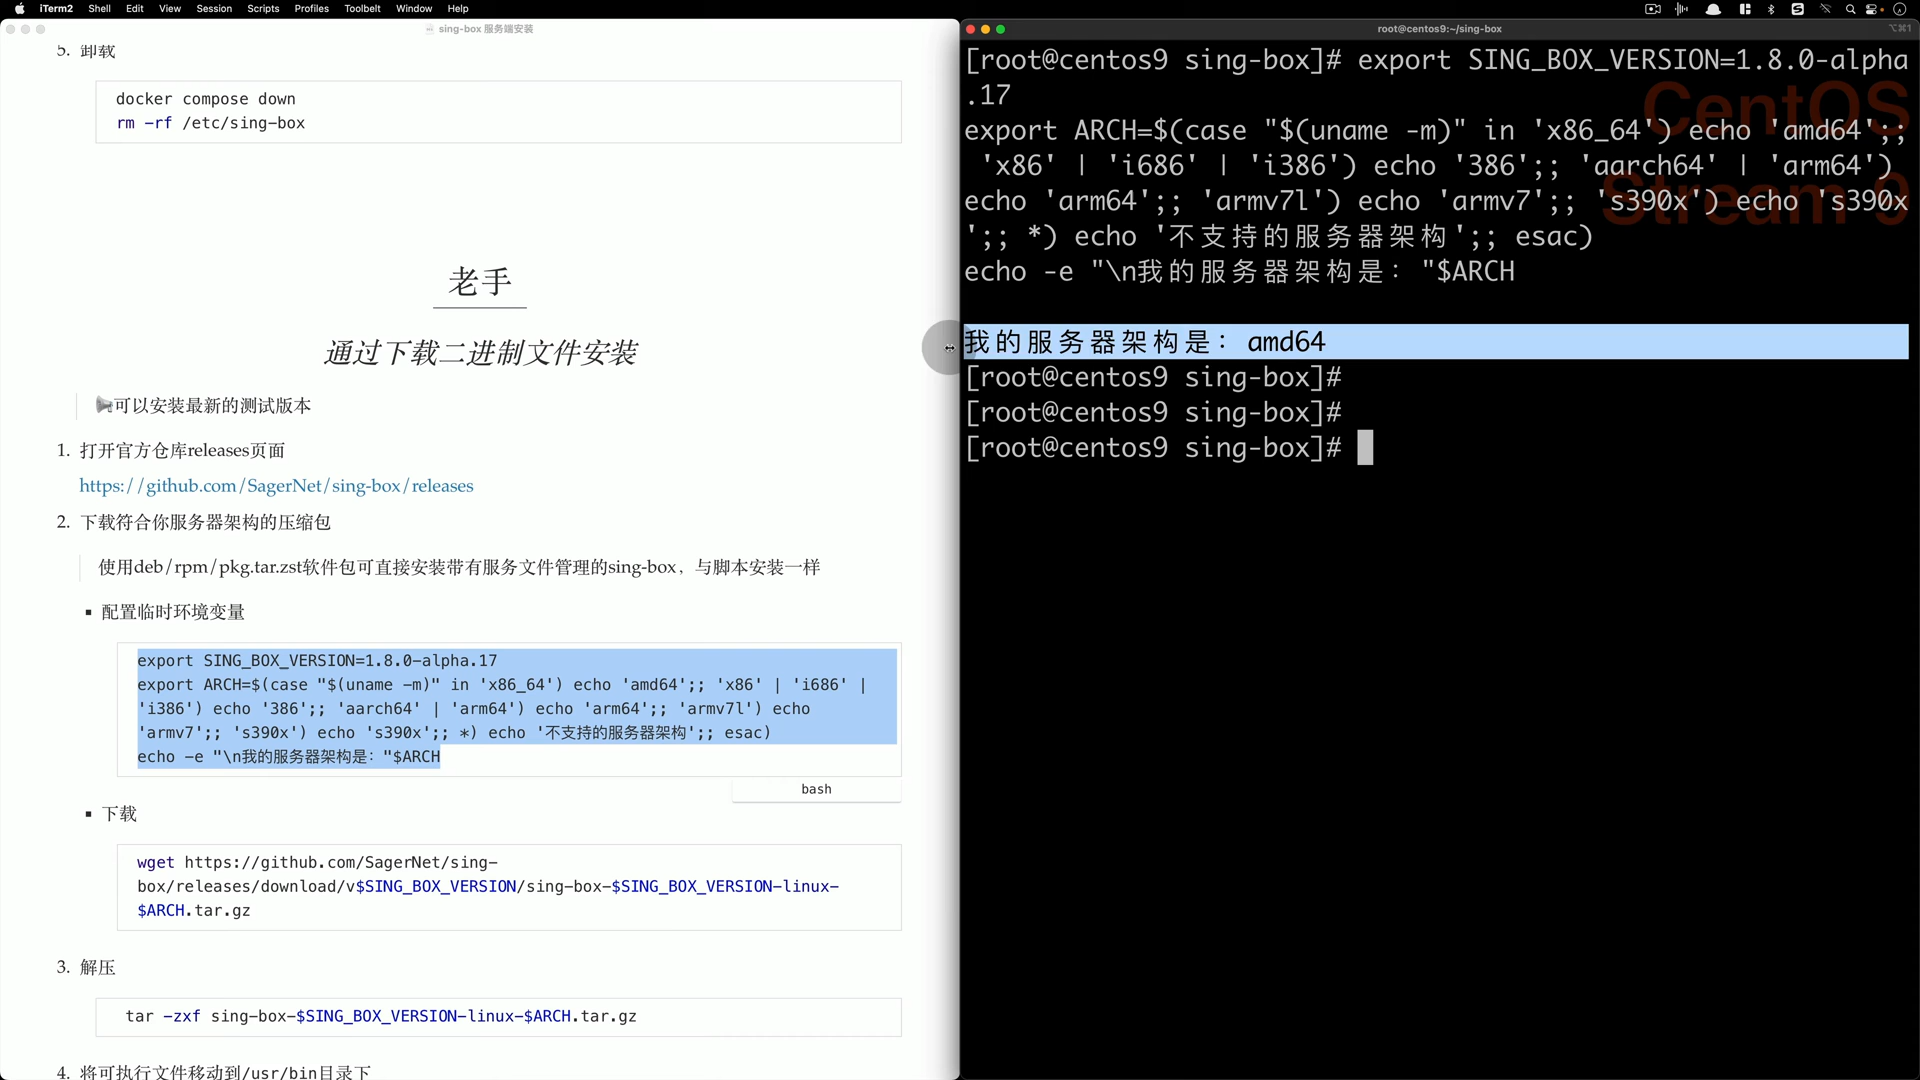 iTerm2 Shell Edit View Session Scripts Profiles Toolbelt Window Help
sing-box 服务端安装
5. 卸载
docker compose down
rm -rf /etc/sing-box
老手
通过下载二进制文件安装
可以安装最新的测试版本
1. 打开官方仓库releases页面
https://github.com/SagerNet/sing-box/releases
2. 下载符合你服务器架构的压缩包
使用deb/rpm/pkg.tar.zst软件包可直接安装带有服务文件管理的sing-box，与脚本安装一样
▪ 配置临时环境变量
export SING_BOX_VERSION=1.8.0-alpha.17
export ARCH=$(case "$(uname -m)" in 'x86_64') echo 'amd64';; 'x86' | 'i686' |
'i386') echo '386';; 'aarch64' | 'arm64') echo 'arm64';; 'armv7l') echo
'armv7';; 's390x') echo 's390x';; *) echo '不支持的服务器架构';; esac)
echo -e "\n我的服务器架构是："$ARCH
bash
▪ 下载
wget https://github.com/SagerNet/sing-
box/releases/download/v$SING_BOX_VERSION/sing-box-$SING_BOX_VERSION-linux-
$ARCH.tar.gz
3. 解压
tar -zxf sing-box-$SING_BOX_VERSION-linux-$ARCH.tar.gz
4. 将可执行文件移动到/usr/bin目录下
root@centos9:~/sing-box
⌥⌘1
[root@centos9 sing-box]# export SING_BOX_VERSION=1.8.0-alpha
.17
export ARCH=$(case "$(uname -m)" in 'x86_64') echo 'amd64';;
'x86' | 'i686' | 'i386') echo '386';; 'aarch64' | 'arm64')
echo 'arm64';; 'armv7l') echo 'armv7';; 's390x') echo 's390x
';; *) echo '不支持的服务器架构';; esac)
echo -e "\n我的服务器架构是："$ARCH
我的服务器架构是：amd64
[root@centos9 sing-box]#
[root@centos9 sing-box]#
[root@centos9 sing-box]#
CentOS
Stream 9